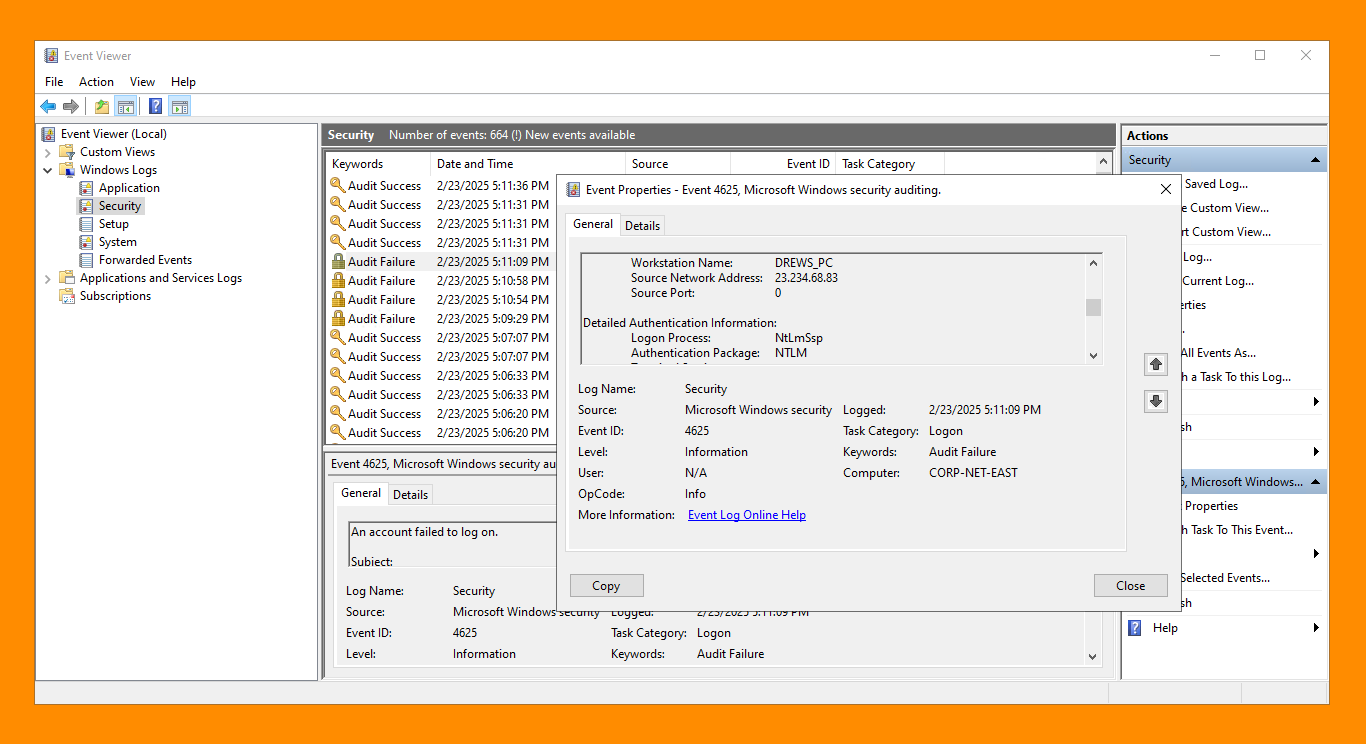 Event Viewer
File Action View Help
Event Viewer (Local)
Custom Views
Windows Logs
Application
Security
Setup
System
Forwarded Events
Applications and Services Logs
Subscriptions
Security Number of events: 664 (!) New events available
Keywords Date and Time Source Event ID Task Category
Audit Success 2/23/2025 5:11:36 PM
Audit Success 2/23/2025 5:11:31 PM
Audit Success 2/23/2025 5:11:31 PM
Audit Success 2/23/2025 5:11:31 PM
Audit Failure 2/23/2025 5:11:09 PM
Audit Failure 2/23/2025 5:10:58 PM
Audit Failure 2/23/2025 5:10:54 PM
Audit Failure 2/23/2025 5:09:29 PM
Audit Success 2/23/2025 5:07:07 PM
Audit Success 2/23/2025 5:07:07 PM
Audit Success 2/23/2025 5:06:33 PM
Audit Success 2/23/2025 5:06:33 PM
Audit Success 2/23/2025 5:06:20 PM
Audit Success 2/23/2025 5:06:20 PM
Event 4625, Microsoft Windows security au
General Details
An account failed to log on.
Subject:
Log Name: Security
Source: Microsoft Windows security Logged: 2/23/2025 5:11:09 PM
Event ID: 4625 Task Category: Logon
Level: Information Keywords: Audit Failure
Event Properties - Event 4625, Microsoft Windows security auditing.
General Details
Workstation Name: DREWS_PC
Source Network Address: 23.234.68.83
Source Port: 0
Detailed Authentication Information:
Logon Process: NtLmSsp
Authentication Package: NTLM
Log Name: Security
Source: Microsoft Windows security Logged: 2/23/2025 5:11:09 PM
Event ID: 4625 Task Category: Logon
Level: Information Keywords: Audit Failure
User: N/A Computer: CORP-NET-EAST
OpCode: Info
More Information: Event Log Online Help
Copy Close
Actions
Security
Saved Log...
e Custom View...
rt Custom View...
Log...
Current Log...
erties
.
All Events As...
h a Task To this Log...
sh
, Microsoft Windows...
Properties
h Task To This Event...
Selected Events...
sh
Help